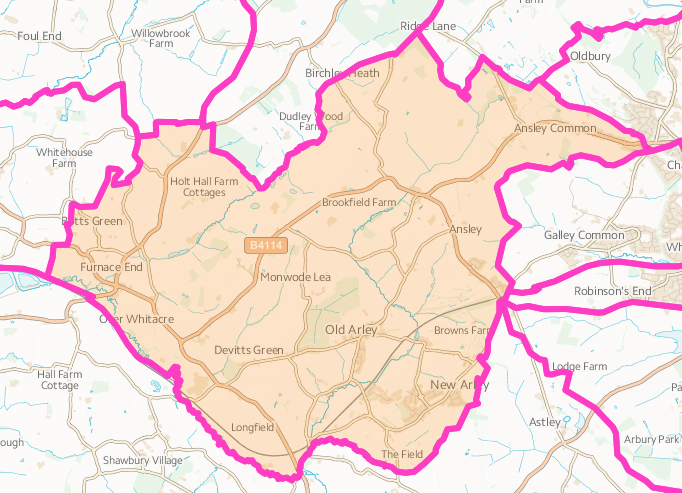 Ridge Lane
Foul End
Willowbrook
Farm
Oldbury
Birchley Heath
Farm
Dudley Wood
Farm
Ansley Common
Whitehouse
Farm
Cha
Holt Hall Farm
Cottages
Brookfield Farm
Botts Green
Ansley
Galley Common
B4114
Wh
Furnace End
Monwode Lea
Robinson's End
Over Whitacre
Old Arley
Browns Farm
Devitts Green
Lodge Farm
Hall Farm
Cottage
New Arley
Pa
Astley
Longfield
Arbury Park
ough
The Field
Shawbury Village